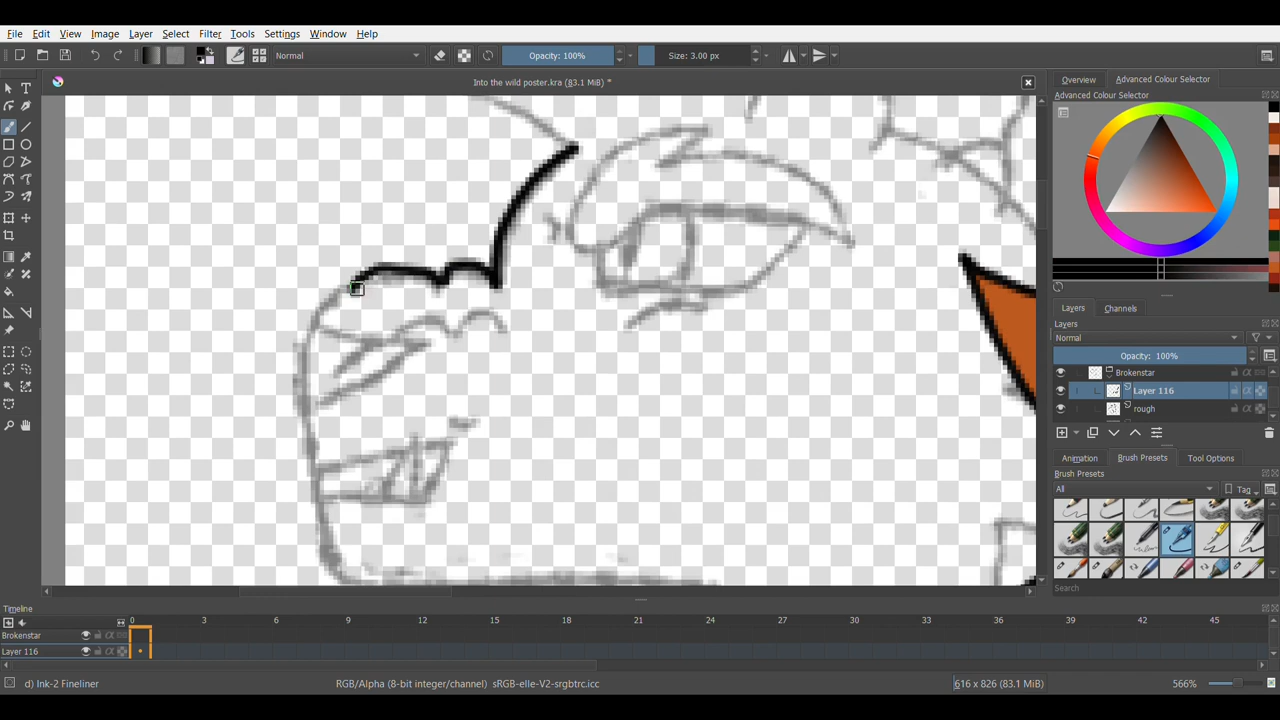 File Edit View Image Layer Select Filter Tools Settings Window Help
Normal Opacity: 100% Size: 3.00 px
Into the wild poster.kra (83.1 MiB) *
Overview Advanced Colour Selector
Advanced Colour Selector
Layers Channels
Layers
Normal
Opacity: 100%
Brokenstar
Layer 116
rough
Animation Brush Presets Tool Options
Brush Presets
All Tag
Search
Timeline
0 3 6 9 12 15 18 21 24 27 30 33 36 39 42 45
Brokenstar
Layer 116
d) Ink-2 Fineliner RGB/Alpha (8-bit integer/channel) sRGB-elle-V2-srgbtrc.icc 616 x 826 (83.1 MiB) 566%